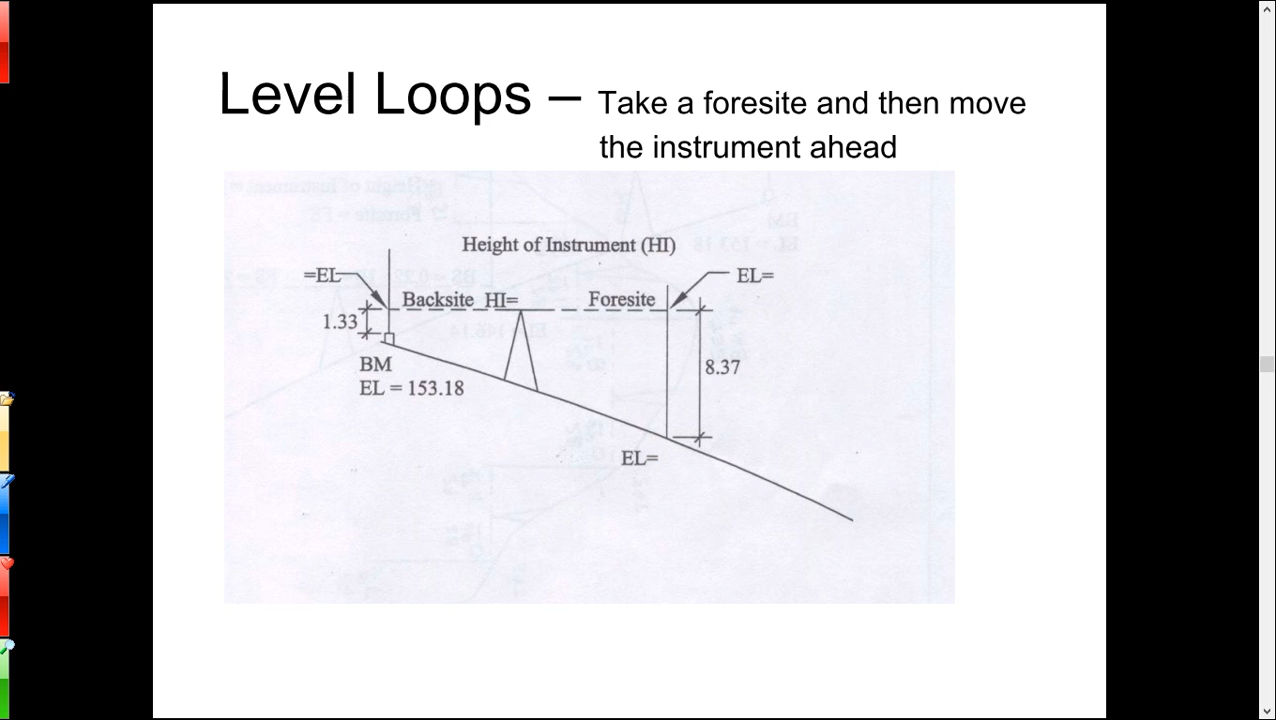 Level Loops – Take a foresite and then move
the instrument ahead
Height of Instrument (HI)
=EL
EL=
Backsite HI=
Foresite
1.33
BM
EL = 153.18
8.37
EL=